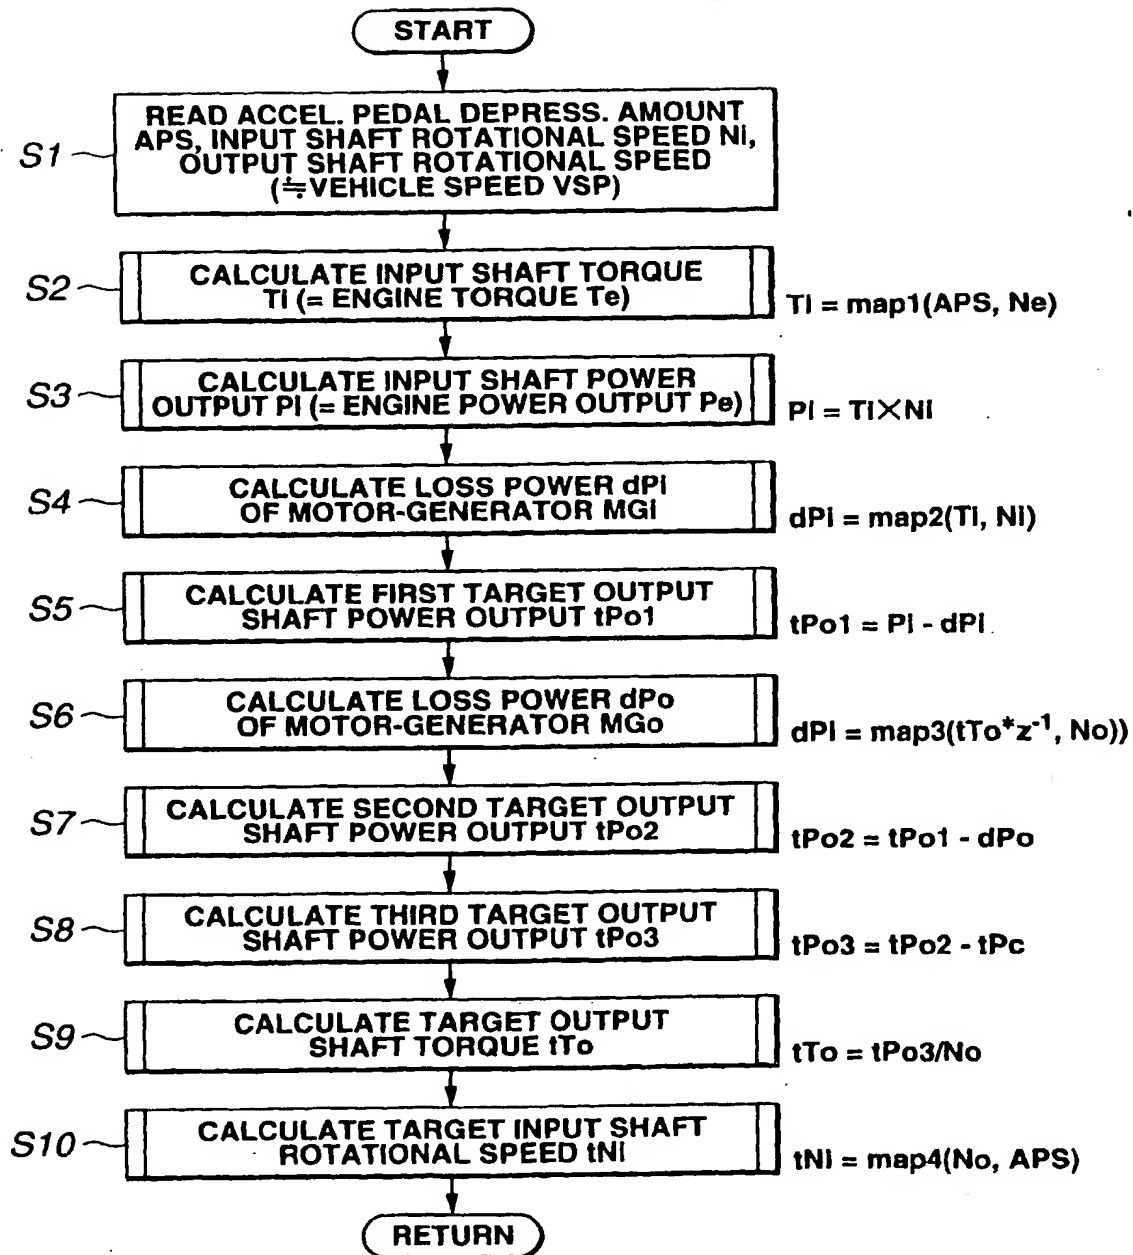 START
S1
READ ACCEL. PEDAL DEPRESS. AMOUNT
APS, INPUT SHAFT ROTATIONAL SPEED Ni,
OUTPUT SHAFT ROTATIONAL SPEED
(≒VEHICLE SPEED VSP)
S2
CALCULATE INPUT SHAFT TORQUE
Ti (= ENGINE TORQUE Te)
Ti = map1(APS, Ne)
S3
CALCULATE INPUT SHAFT POWER
OUTPUT Pi (= ENGINE POWER OUTPUT Pe)
Pi = Ti×Ni
S4
CALCULATE LOSS POWER dPi
OF MOTOR-GENERATOR MGi
dPi = map2(Ti, Ni)
S5
CALCULATE FIRST TARGET OUTPUT
SHAFT POWER OUTPUT tPo1
tPo1 = Pi - dPi
S6
CALCULATE LOSS POWER dPo
OF MOTOR-GENERATOR MGo
dPi = map3(tTo*z⁻¹, No))
S7
CALCULATE SECOND TARGET OUTPUT
SHAFT POWER OUTPUT tPo2
tPo2 = tPo1 - dPo
S8
CALCULATE THIRD TARGET OUTPUT
SHAFT POWER OUTPUT tPo3
tPo3 = tPo2 - tPc
S9
CALCULATE TARGET OUTPUT
SHAFT TORQUE tTo
tTo = tPo3/No
S10
CALCULATE TARGET INPUT SHAFT
ROTATIONAL SPEED tNi
tNi = map4(No, APS)
RETURN